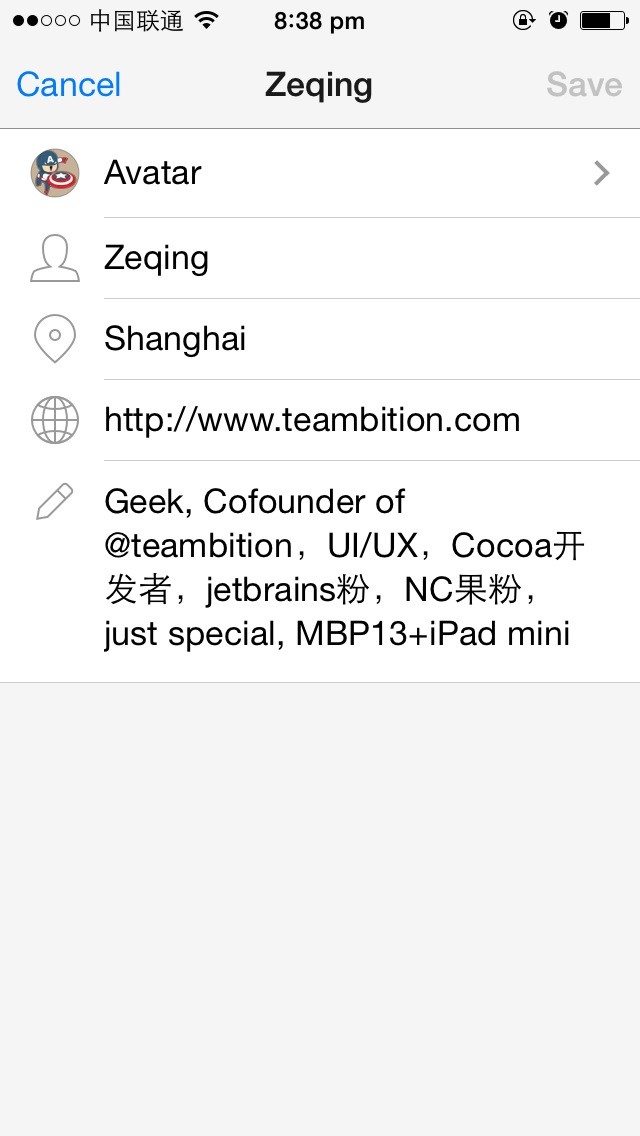 中国联通 8:38 pm
Cancel Zeqing Save
Avatar
Zeqing
Shanghai
http://www.teambition.com
Geek, Cofounder of
@teambition，UI/UX，Cocoa开
发者，jetbrains粉，NC果粉，
just special, MBP13+iPad mini